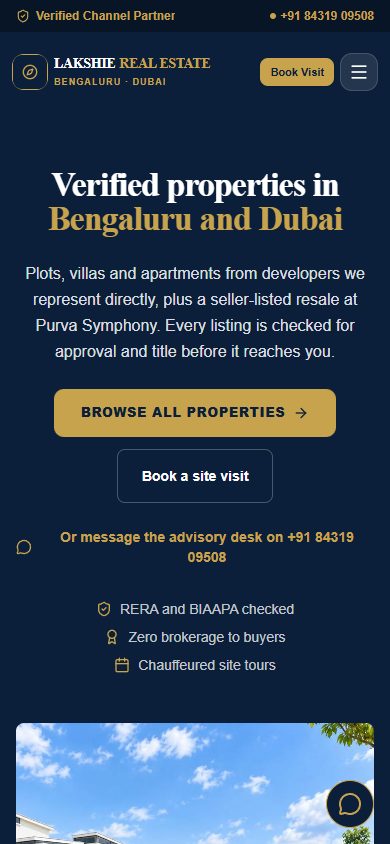 Verified Channel Partner
+91 84319 09508
LAKSHIE REAL ESTATE
BENGALURU · DUBAI
Book Visit
Verified properties in
Bengaluru and Dubai
Plots, villas and apartments from developers we
represent directly, plus a seller-listed resale at
Purva Symphony. Every listing is checked for
approval and title before it reaches you.
BROWSE ALL PROPERTIES
Book a site visit
Or message the advisory desk on +91 84319
09508
RERA and BIAAPA checked
Zero brokerage to buyers
Chauffeured site tours